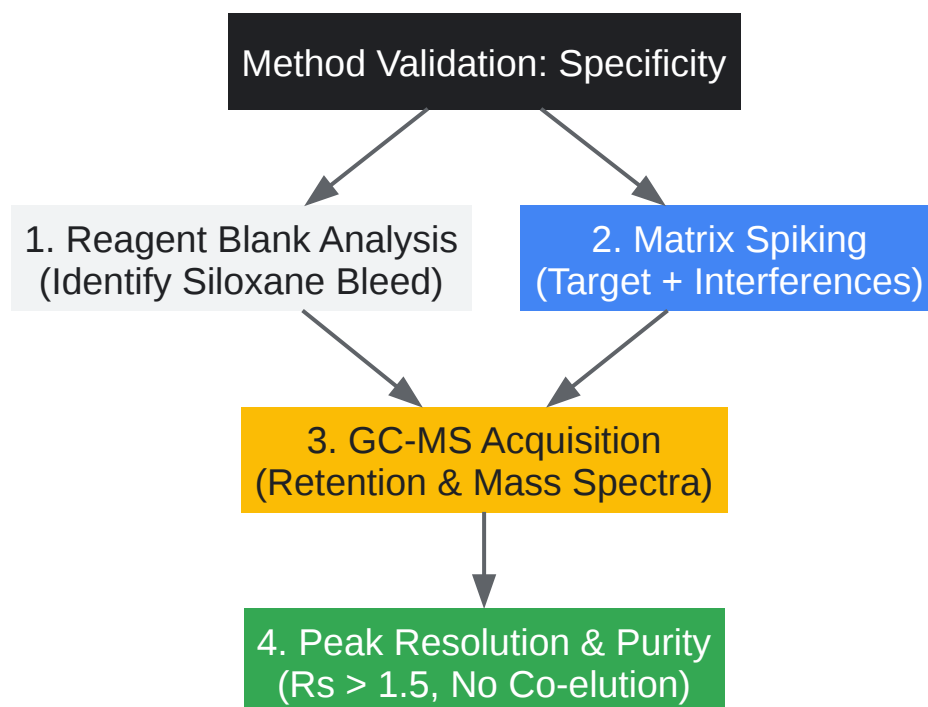 Method Validation: Specificity
1. Reagent Blank Analysis
(Identify Siloxane Bleed)
2. Matrix Spiking
(Target + Interferences)
3. GC-MS Acquisition
(Retention & Mass Spectra)
4. Peak Resolution & Purity
(Rs > 1.5, No Co-elution)